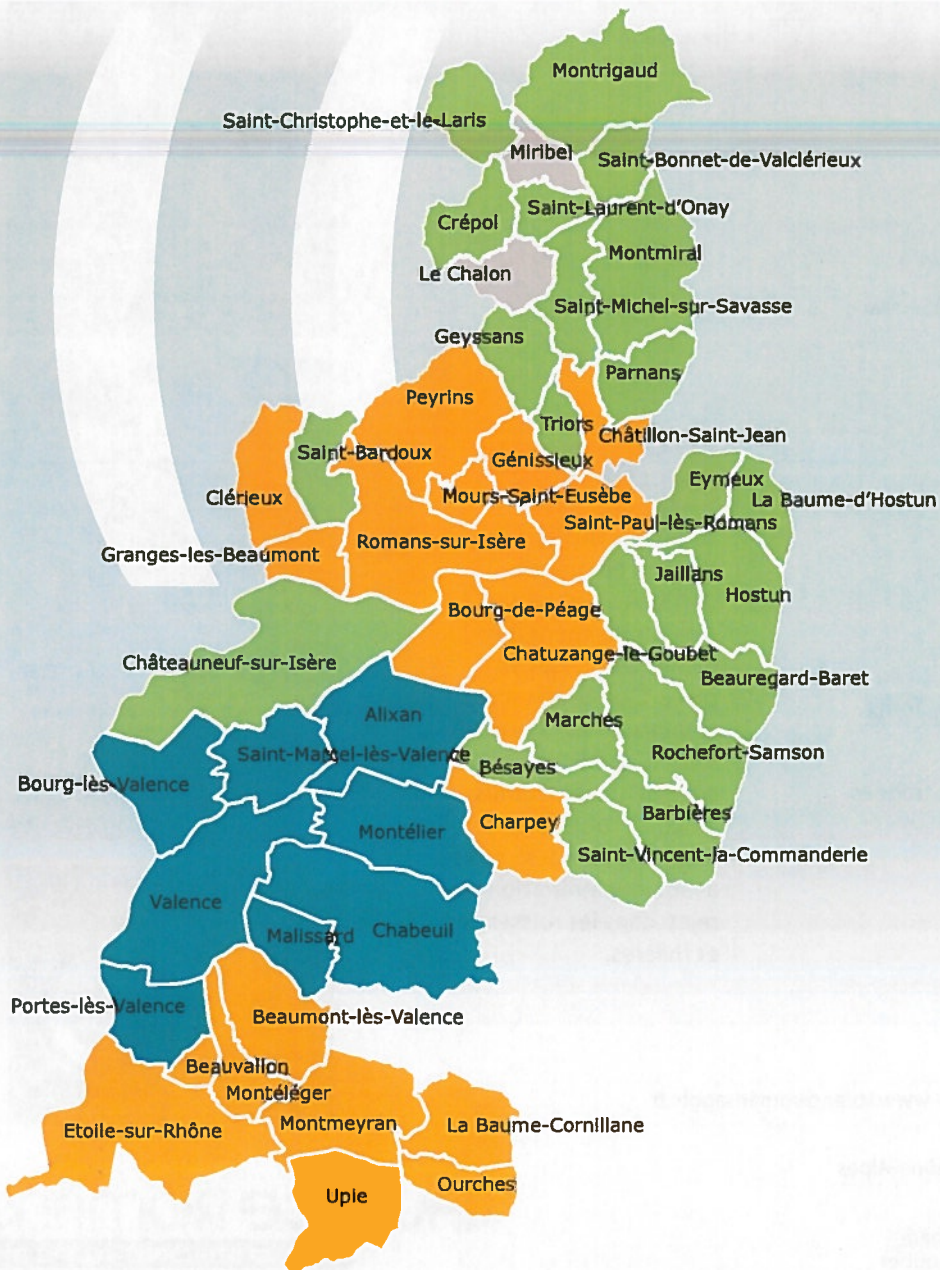 Montrigaud
Saint-Christophe-et-le-Laris
Miribel
Saint-Bonnet-de-Valclérieux
Saint-Laurent-d'Onay
Crépol
Montmiral
Le Chalon
Saint-Michel-sur-Savasse
Geyssans
Parnans
Peyrins
Triors
Châtillon-Saint-Jean
Saint-Bardoux
Génissieux
Eymeux
La Baume-d'Hostun
Clérieux
Mours-Saint-Eusèbe
Saint-Paul-lès-Romans
Romans-sur-Isère
Granges-les-Beaumont
Jaillans
Hostun
Bourg-de-Péage
Chatuzange-le-Goubet
Châteauneuf-sur-Isère
Beauregard-Baret
Alixan
Marches
Rochefort-Samson
Saint-Marcel-lès-Valence
Bésayes
Bourg-lès-Valence
Barbières
Charpey
Montélier
Saint-Vincent-la-Commanderie
Valence
Malissard
Chabeuil
Portes-lès-Valence
Beaumont-lès-Valence
Beauvallon
Montéléger
Etoile-sur-Rhône
Montmeyran
La Baume-Cornillane
Ourches
Upie